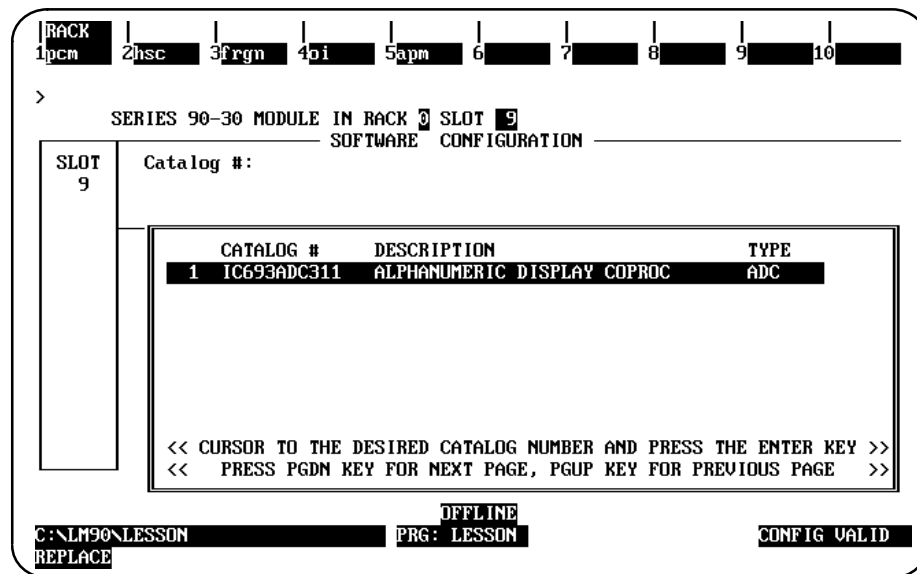 RACK
1pcm 2hsc 3frgn 4oi 5apm 6 7 8 9 10
>
SERIES 90-30 MODULE IN RACK 0 SLOT 9
SOFTWARE CONFIGURATION
SLOT Catalog #:
9
CATALOG # DESCRIPTION TYPE
1 IC693ADC311 ALPHANUMERIC DISPLAY COPROC ADC
<< CURSOR TO THE DESIRED CATALOG NUMBER AND PRESS THE ENTER KEY >>
<< PRESS PGDN KEY FOR NEXT PAGE, PGUP KEY FOR PREVIOUS PAGE >>
OFFLINE
C:\LM90\LESSON PRG: LESSON CONFIG VALID
REPLACE